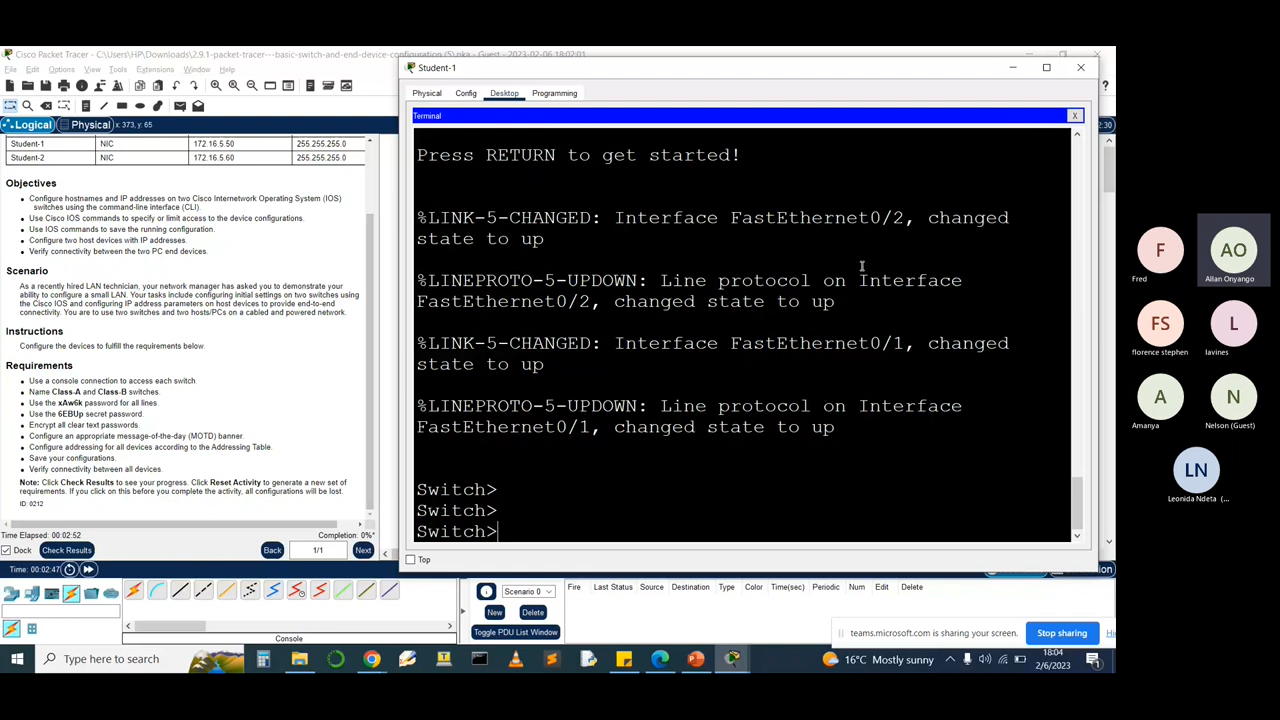 Cisco Packet Tracer - C:\Users\HP\Downloads\2.9.1-packet-tracer---basic-switch-and-end-device-configuration (5).pka - Guest - 2023-02-06 18:02:01
File Edit Options View Tools Extensions Window Help
Logical Physical x: 373, y: 65
Student-1 NIC 172.16.5.50 255.255.255.0
Student-2 NIC 172.16.5.60 255.255.255.0
Objectives
Configure hostnames and IP addresses on two Cisco Internetwork Operating System (IOS)
switches using the command-line interface (CLI).
Use Cisco IOS commands to specify or limit access to the device configurations.
Use IOS commands to save the running configuration.
Configure two host devices with IP addresses.
Verify connectivity between the two PC end devices.
Scenario
As a recently hired LAN technician, your network manager has asked you to demonstrate your
ability to configure a small LAN. Your tasks include configuring initial settings on two switches
using the Cisco IOS and configuring IP address parameters on host devices to provide end-to-end
connectivity. You are to use two switches and two hosts/PCs on a cabled and powered network.
Instructions
Configure the devices to fulfill the requirements below.
Requirements
Use a console connection to access each switch.
Name Class-A and Class-B switches.
Use the xAw6k password for all lines.
Use the 6EBUp secret password.
Encrypt all clear text passwords.
Configure an appropriate message-of-the-day (MOTD) banner.
Configure addressing for all devices according to the Addressing Table.
Save your configurations.
Verify connectivity between all devices.
Note: Click Check Results to see your progress. Click Reset Activity to generate a new set of
requirements. If you click on this before you complete the activity, all configurations will be lost.
ID: 0212
Time Elapsed: 00:02:52 Completion: 0%
Dock Check Results Back 1/1 Next
Time: 00:02:47
Console
Student-1
Physical Config Desktop Programming
Terminal X
Press RETURN to get started!
%LINK-5-CHANGED: Interface FastEthernet0/2, changed
state to up
%LINEPROTO-5-UPDOWN: Line protocol on Interface
FastEthernet0/2, changed state to up
%LINK-5-CHANGED: Interface FastEthernet0/1, changed
state to up
%LINEPROTO-5-UPDOWN: Line protocol on Interface
FastEthernet0/1, changed state to up
Switch>
Switch>
Switch>
Top
Scenario 0 Fire Last Status Source Destination Type Color Time(sec) Periodic Num Edit Delete
New Delete
Toggle PDU List Window
teams.microsoft.com is sharing your screen. Stop sharing
Type here to search
16°C Mostly sunny
18:04
2/6/2023
F
Fred
AO
Allan Onyango
FS
florence stephen
L
lavines
A
Amanya
N
Nelson (Guest)
LN
Leonida Ndeta (...